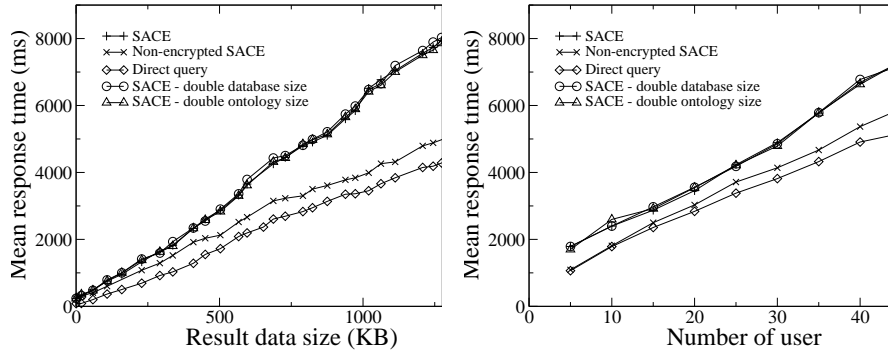 8000
6000
4000
2000
0
Mean response time (ms)
SACE
Non-encrypted SACE
Direct query
SACE - double database size
SACE - double ontology size
0
500
1000
Result data size (KB)
8000
6000
4000
2000
0
Mean response time (ms)
SACE
Non-encrypted SACE
Direct query
SACE - double database size
SACE - double ontology size
0
10
20
30
40
Number of user